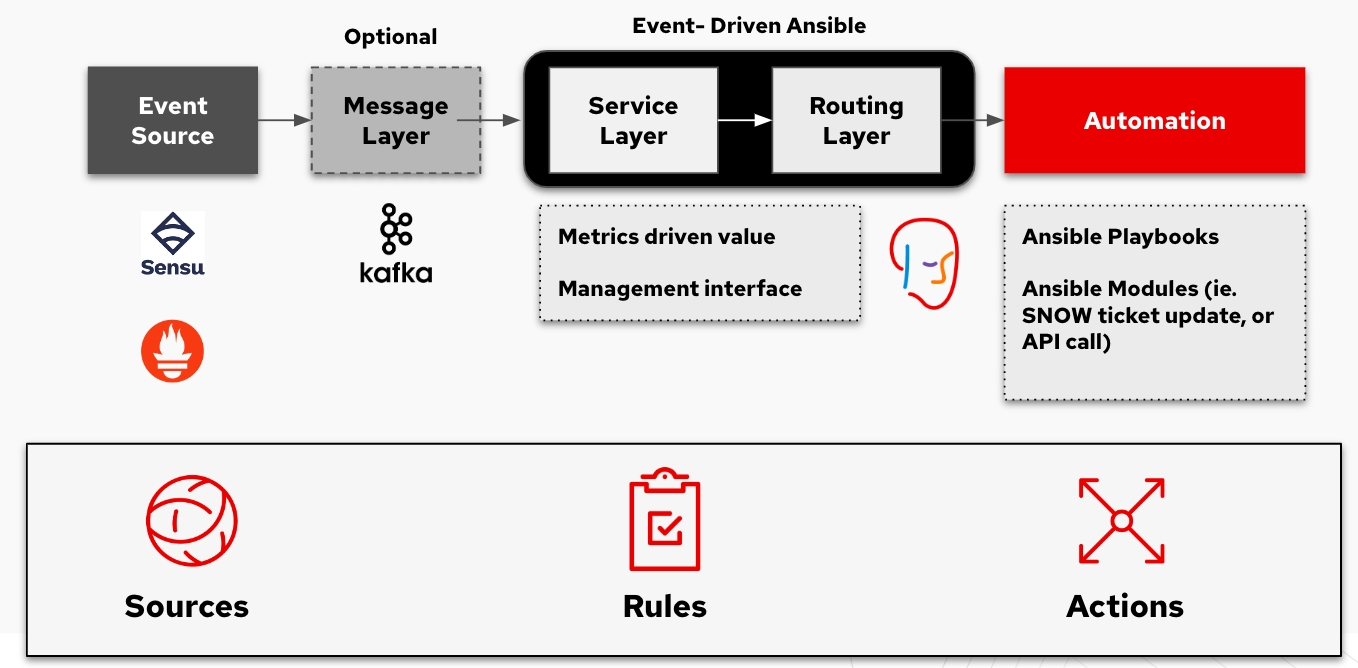 Event- Driven Ansible
Optional
Event
Source
Message
Layer
Service
Layer
Routing
Layer
Automation
Sensu
kafka
Metrics driven value
Management interface
Ansible Playbooks
Ansible Modules (ie.
SNOW ticket update, or
API call)
Sources
Rules
Actions